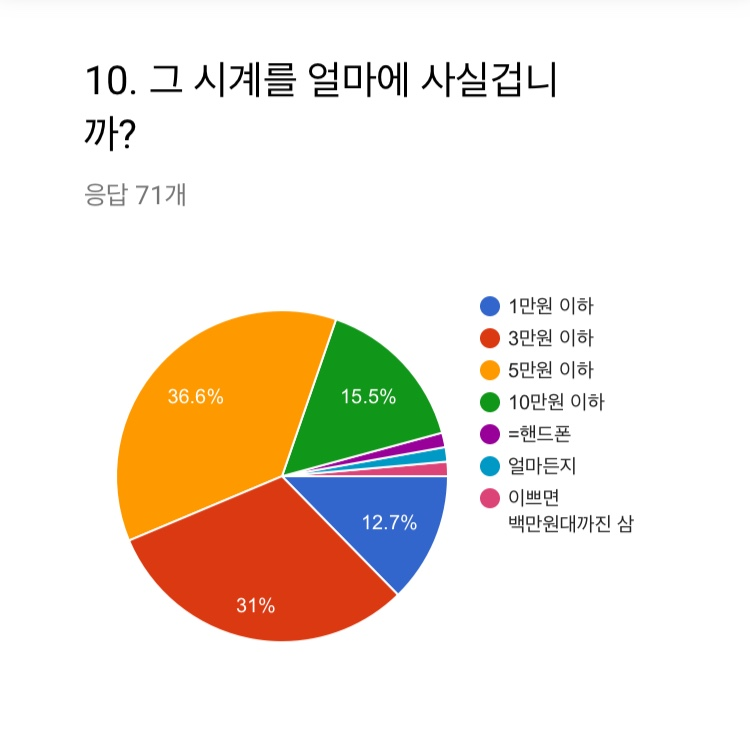 10. 그 시계를 얼마에 사실겁니
까?
응답 71개
1만원 이하
3만원 이하
5만원 이하
10만원 이하
=핸드폰
얼마든지
이쁘면
백만원대까진 삼
36.6%
15.5%
12.7%
31%